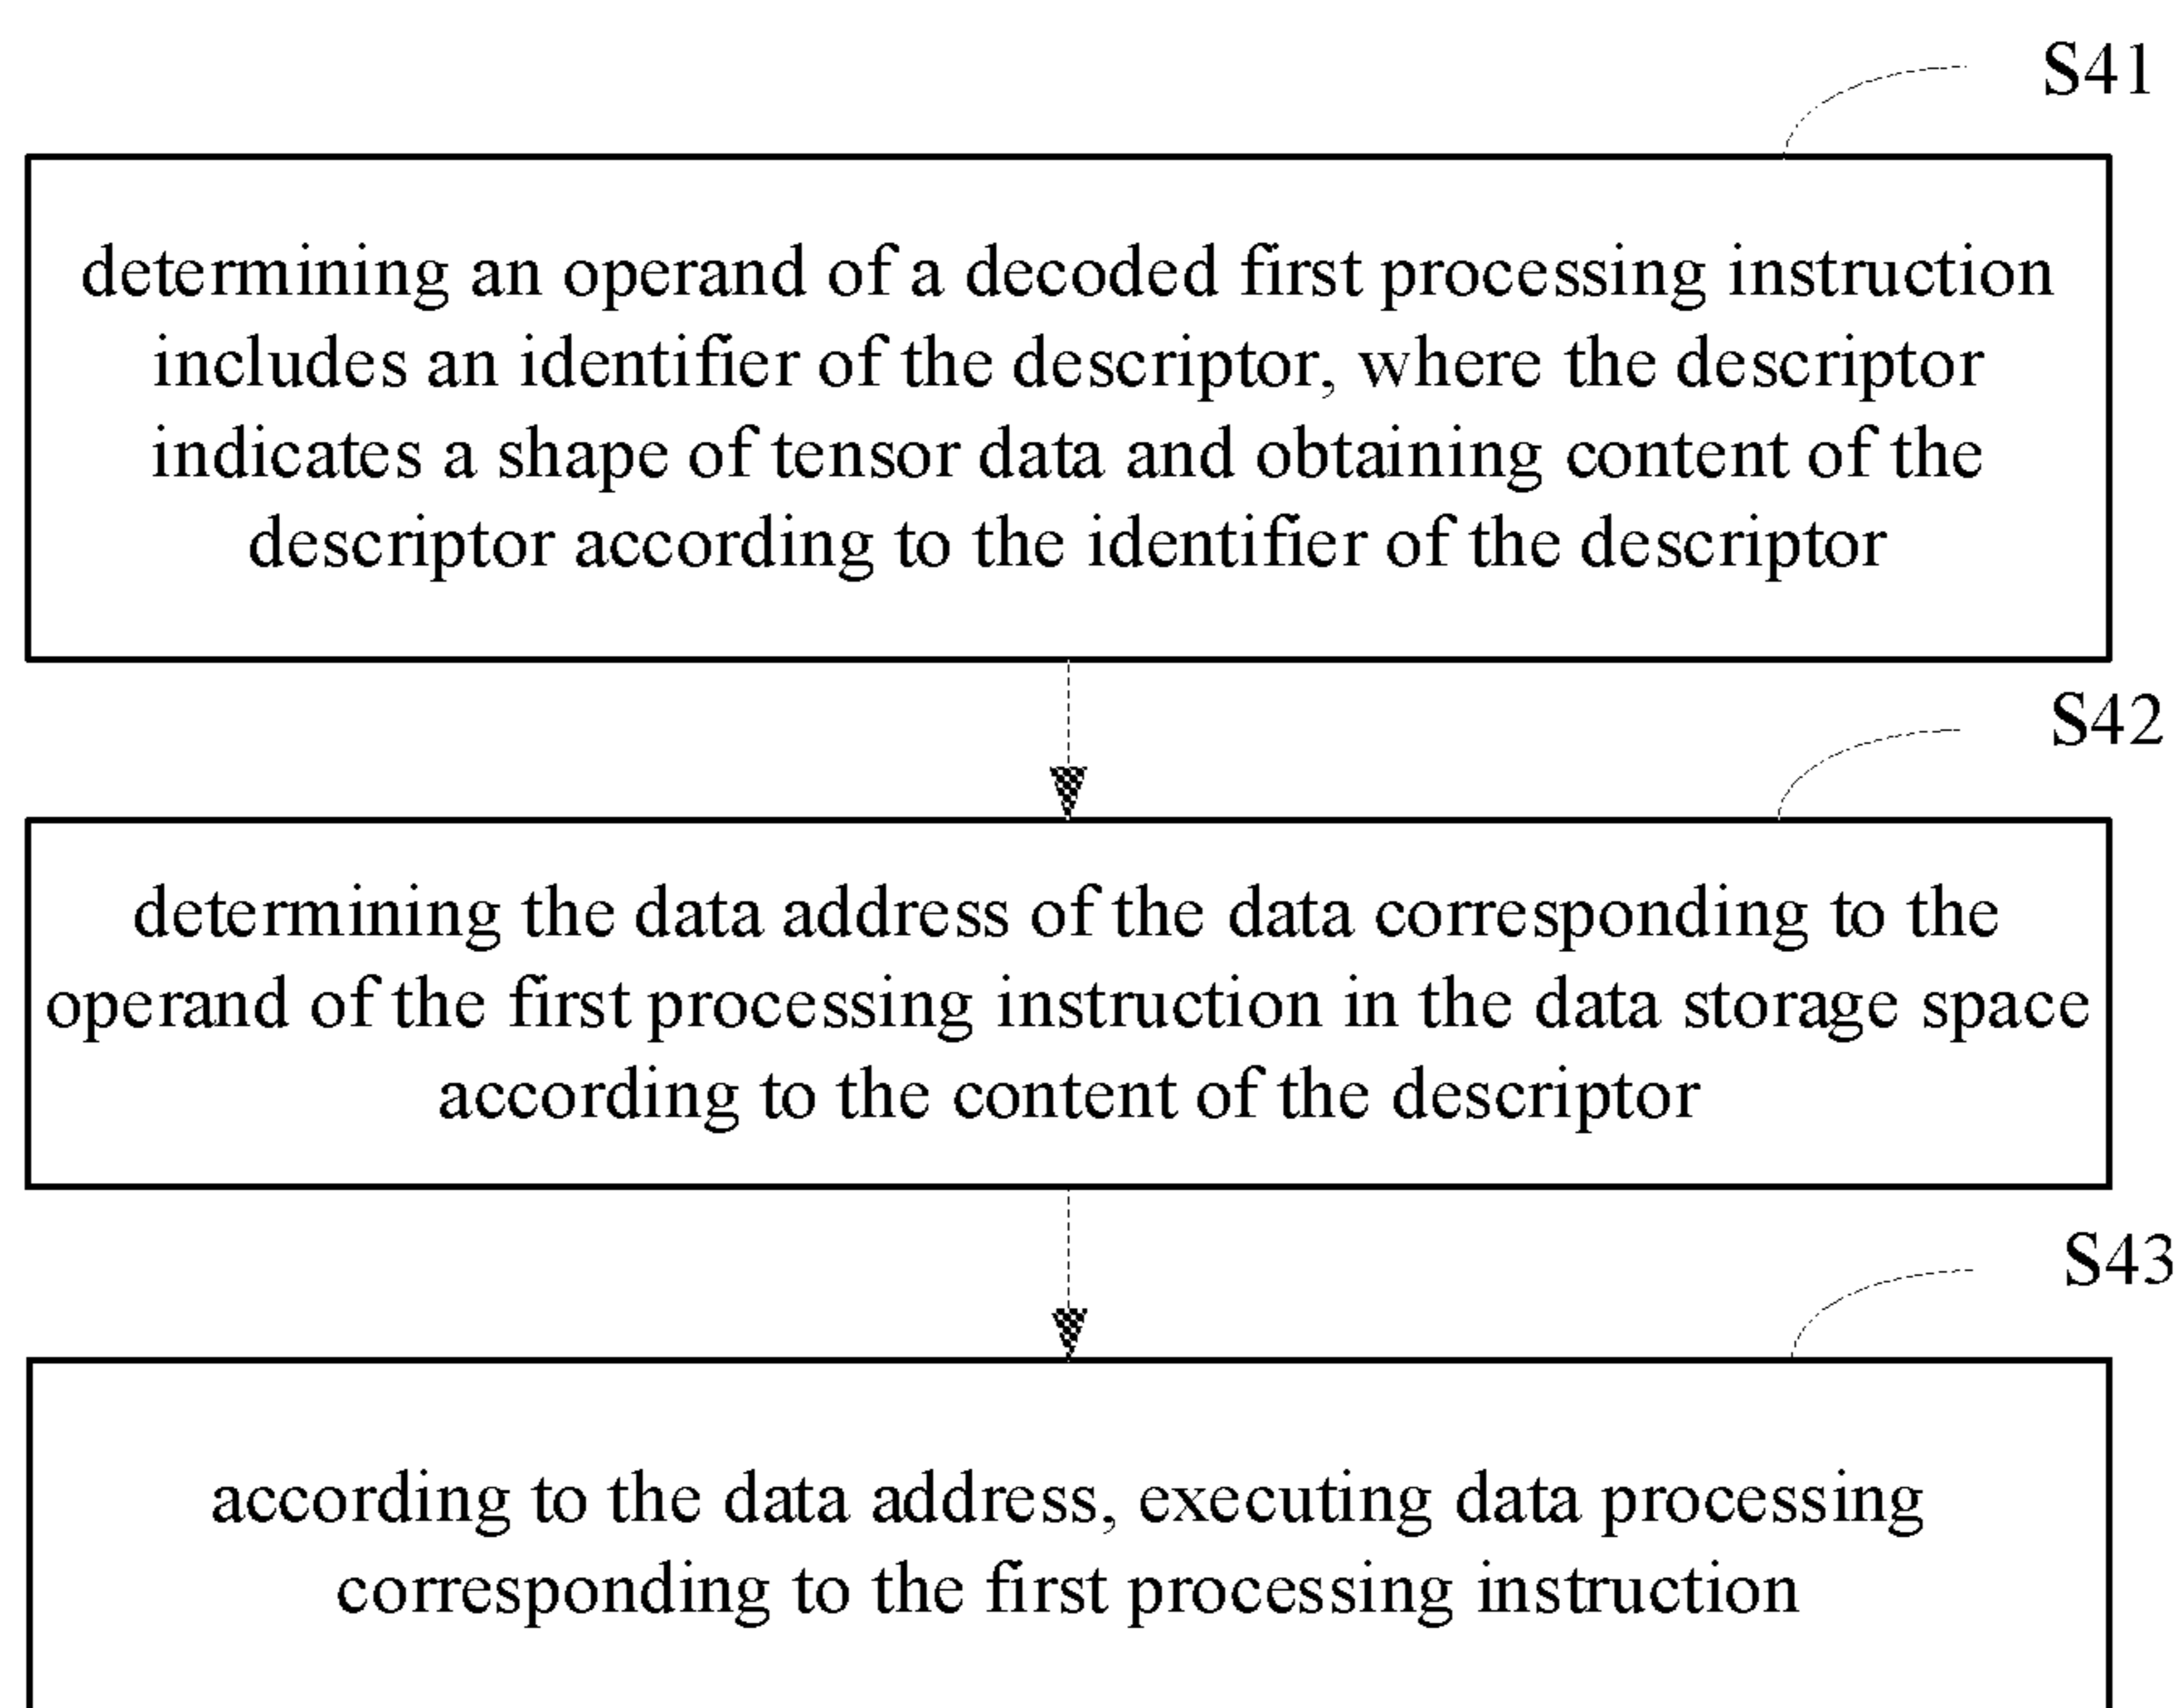 S41
determining an operand of a decoded first processing instruction
includes an identifier of the descriptor, where the descriptor
indicates a shape of tensor data and obtaining content of the
descriptor according to the identifier of the descriptor
S42
determining the data address of the data corresponding to the
operand of the first processing instruction in the data storage space
according to the content of the descriptor
S43
according to the data address, executing data processing
corresponding to the first processing instruction